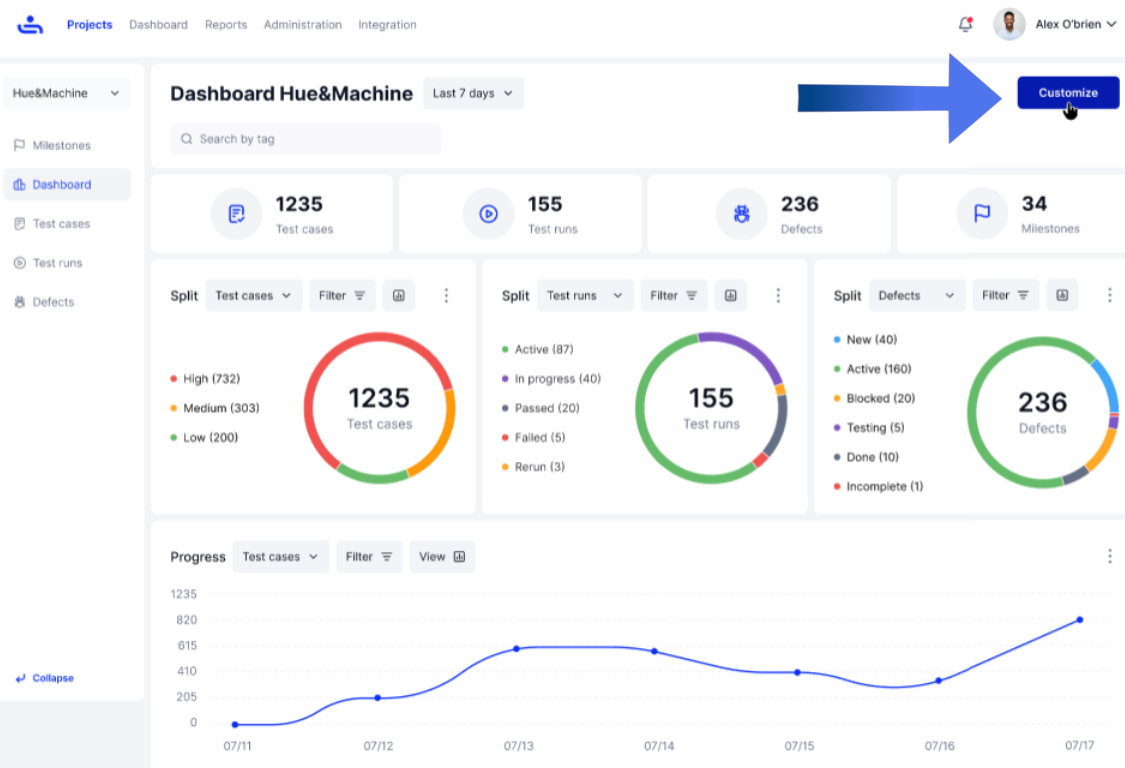 Projects Dashboard Reports Administration Integration Alex O'brien
Hue&Machine
Milestones
Dashboard
Test cases
Test runs
Defects
Collapse
Dashboard Hue&Machine Last 7 days Customize
Search by tag
1235
Test cases
155
Test runs
236
Defects
34
Milestones
Split Test cases Filter
High (732)
Medium (303)
Low (200)
1235
Test cases
Split Test runs Filter
Active (87)
In progress (40)
Passed (20)
Failed (5)
Rerun (3)
155
Test runs
Split Defects Filter
New (40)
Active (160)
Blocked (20)
Testing (5)
Done (10)
Incomplete (1)
236
Defects
Progress Test cases Filter View
1235
820
615
410
205
0
07/11 07/12 07/13 07/14 07/15 07/16 07/17